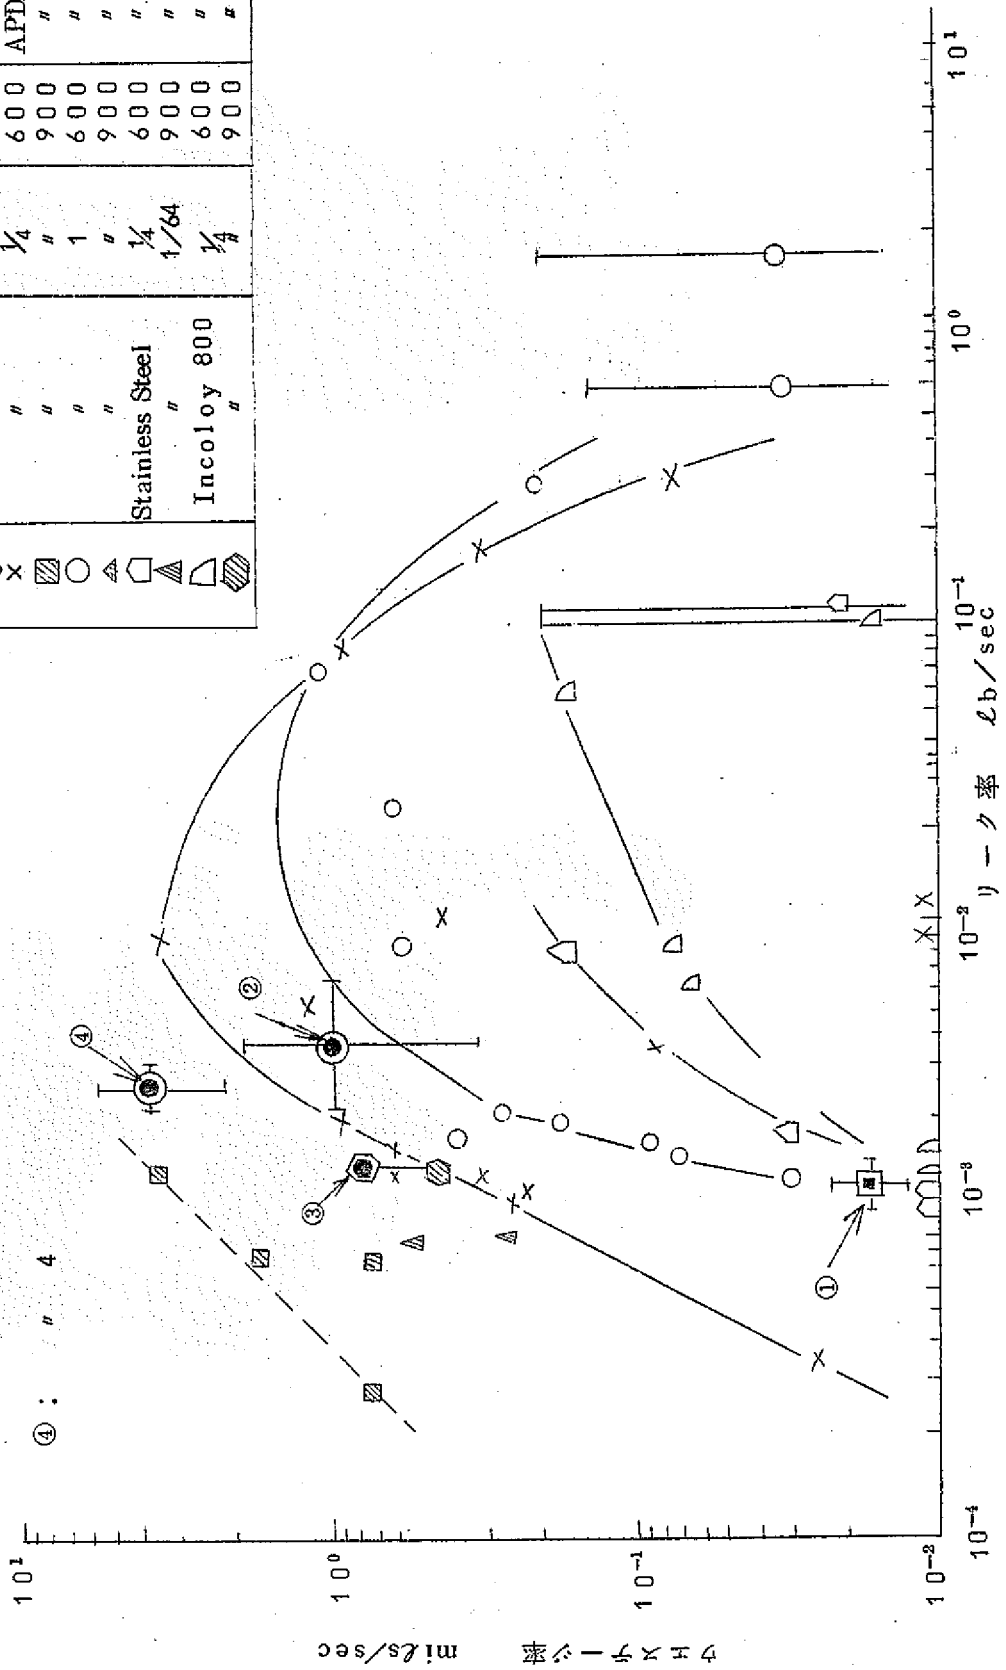 ¼ 600 APD
〃 〃 900 〃
〃 1 600 〃
〃 〃 900 〃
Stainless Steel ¼ 600 〃
〃 1/64 900 〃
Incoloy 800 ¼ 600 〃
〃 〃 900 〃
④ : 〃 4
④
②
③
①
10¹
10⁰
10⁻¹
10⁻²
ウェステージ率 miℓs/sec
10⁻⁴
10⁻³
10⁻²
10⁻¹
10⁰
10¹
リーク率 ℓb/sec